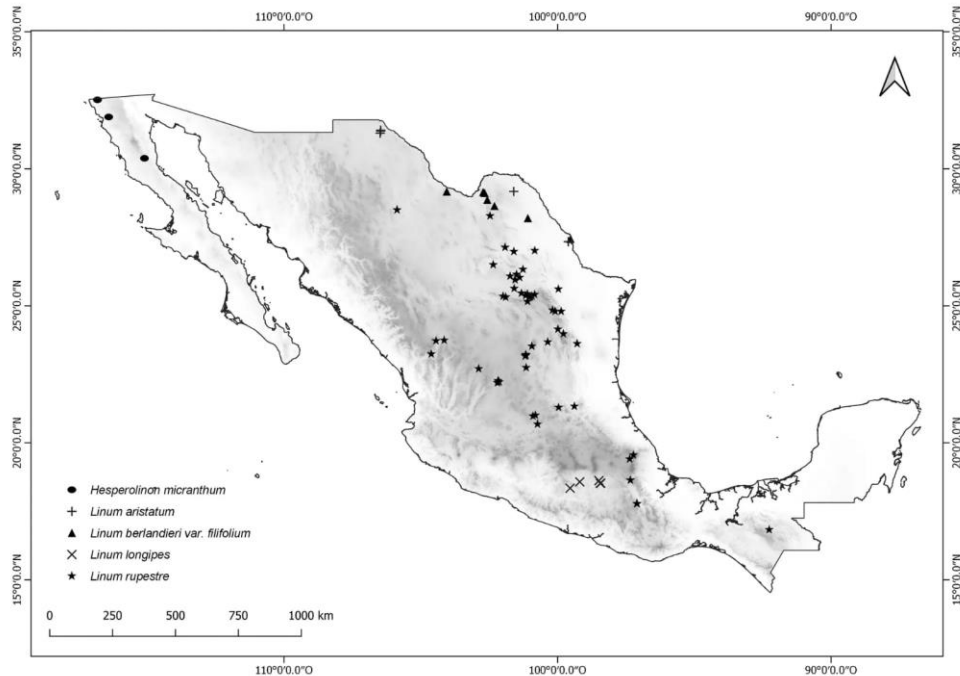 110°0'0.0"W 100°0'0.0"W 90°0'0.0"W
35°0'0.0"N 35°0'0.0"N
30°0'0.0"N 30°0'0.0"N
25°0'0.0"N 25°0'0.0"N
20°0'0.0"N 20°0'0.0"N
Hesperolinon micranthum
Linum aristatum
Linum berlandieri var. filifolium
Linum longipes
Linum rupestre
15°0'0.0"N 15°0'0.0"N
0 250 500 750 1000 km
110°0'0.0"W 100°0'0.0"W 90°0'0.0"W